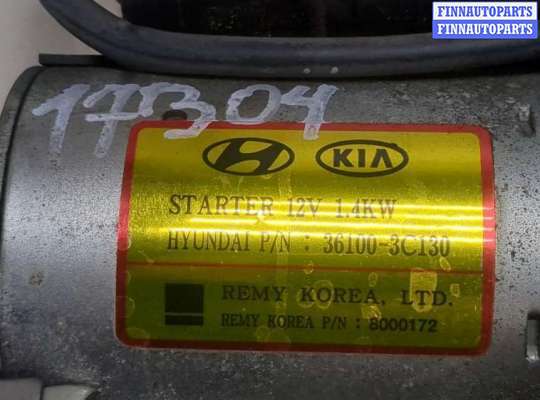 FINNAUTOPARTS
FINNAUTOPARTS
17304
KIA
STARTER 12V 1.4KW
HYUNDAI P/N : 36100-3C130
REMY KOREA, LTD.
REMY KOREA P/N : 8000172